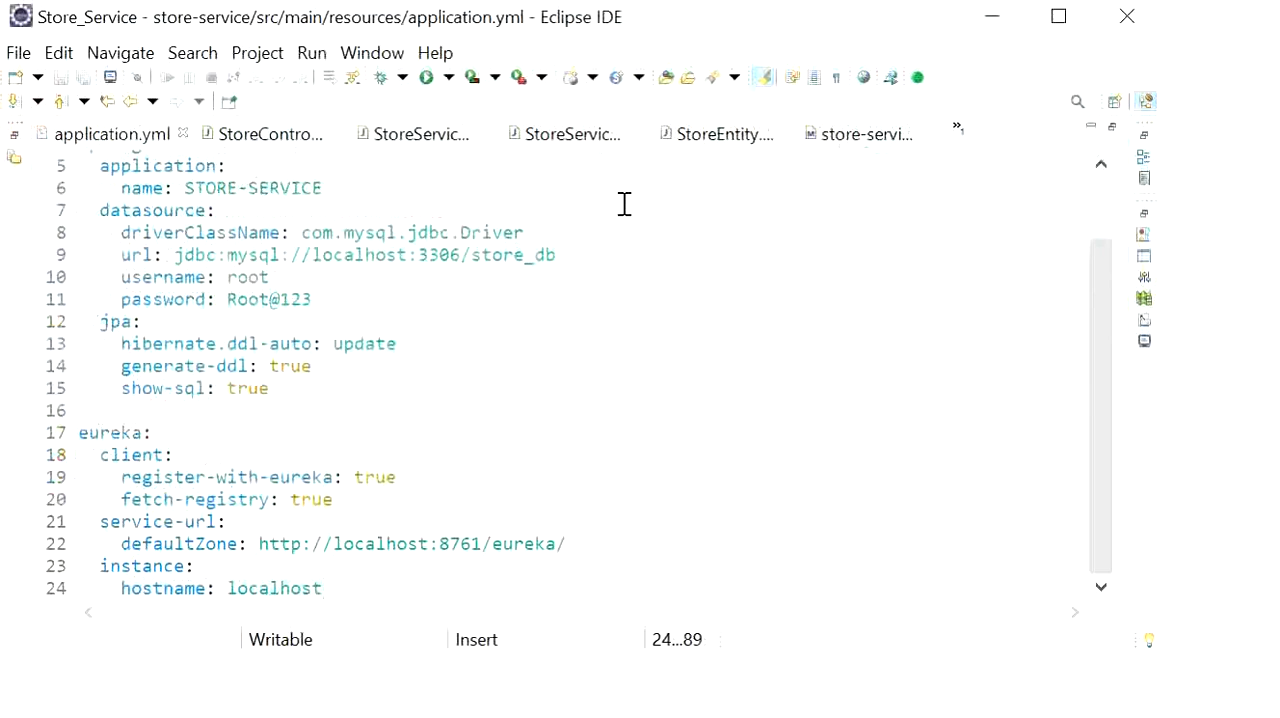 Store_Service - store-service/src/main/resources/application.yml - Eclipse IDE
File Edit Navigate Search Project Run Window Help
application.yml StoreContro... StoreServic... StoreServic... StoreEntity.... store-servi... »1
5 application:
6 name: STORE-SERVICE
7 datasource:
8 driverClassName: com.mysql.jdbc.Driver
9 url: jdbc:mysql://localhost:3306/store_db
10 username: root
11 password: Root@123
12 jpa:
13 hibernate.ddl-auto: update
14 generate-ddl: true
15 show-sql: true
16
17 eureka:
18 client:
19 register-with-eureka: true
20 fetch-registry: true
21 service-url:
22 defaultZone: http://localhost:8761/eureka/
23 instance:
24 hostname: localhost
Writable Insert 24...89